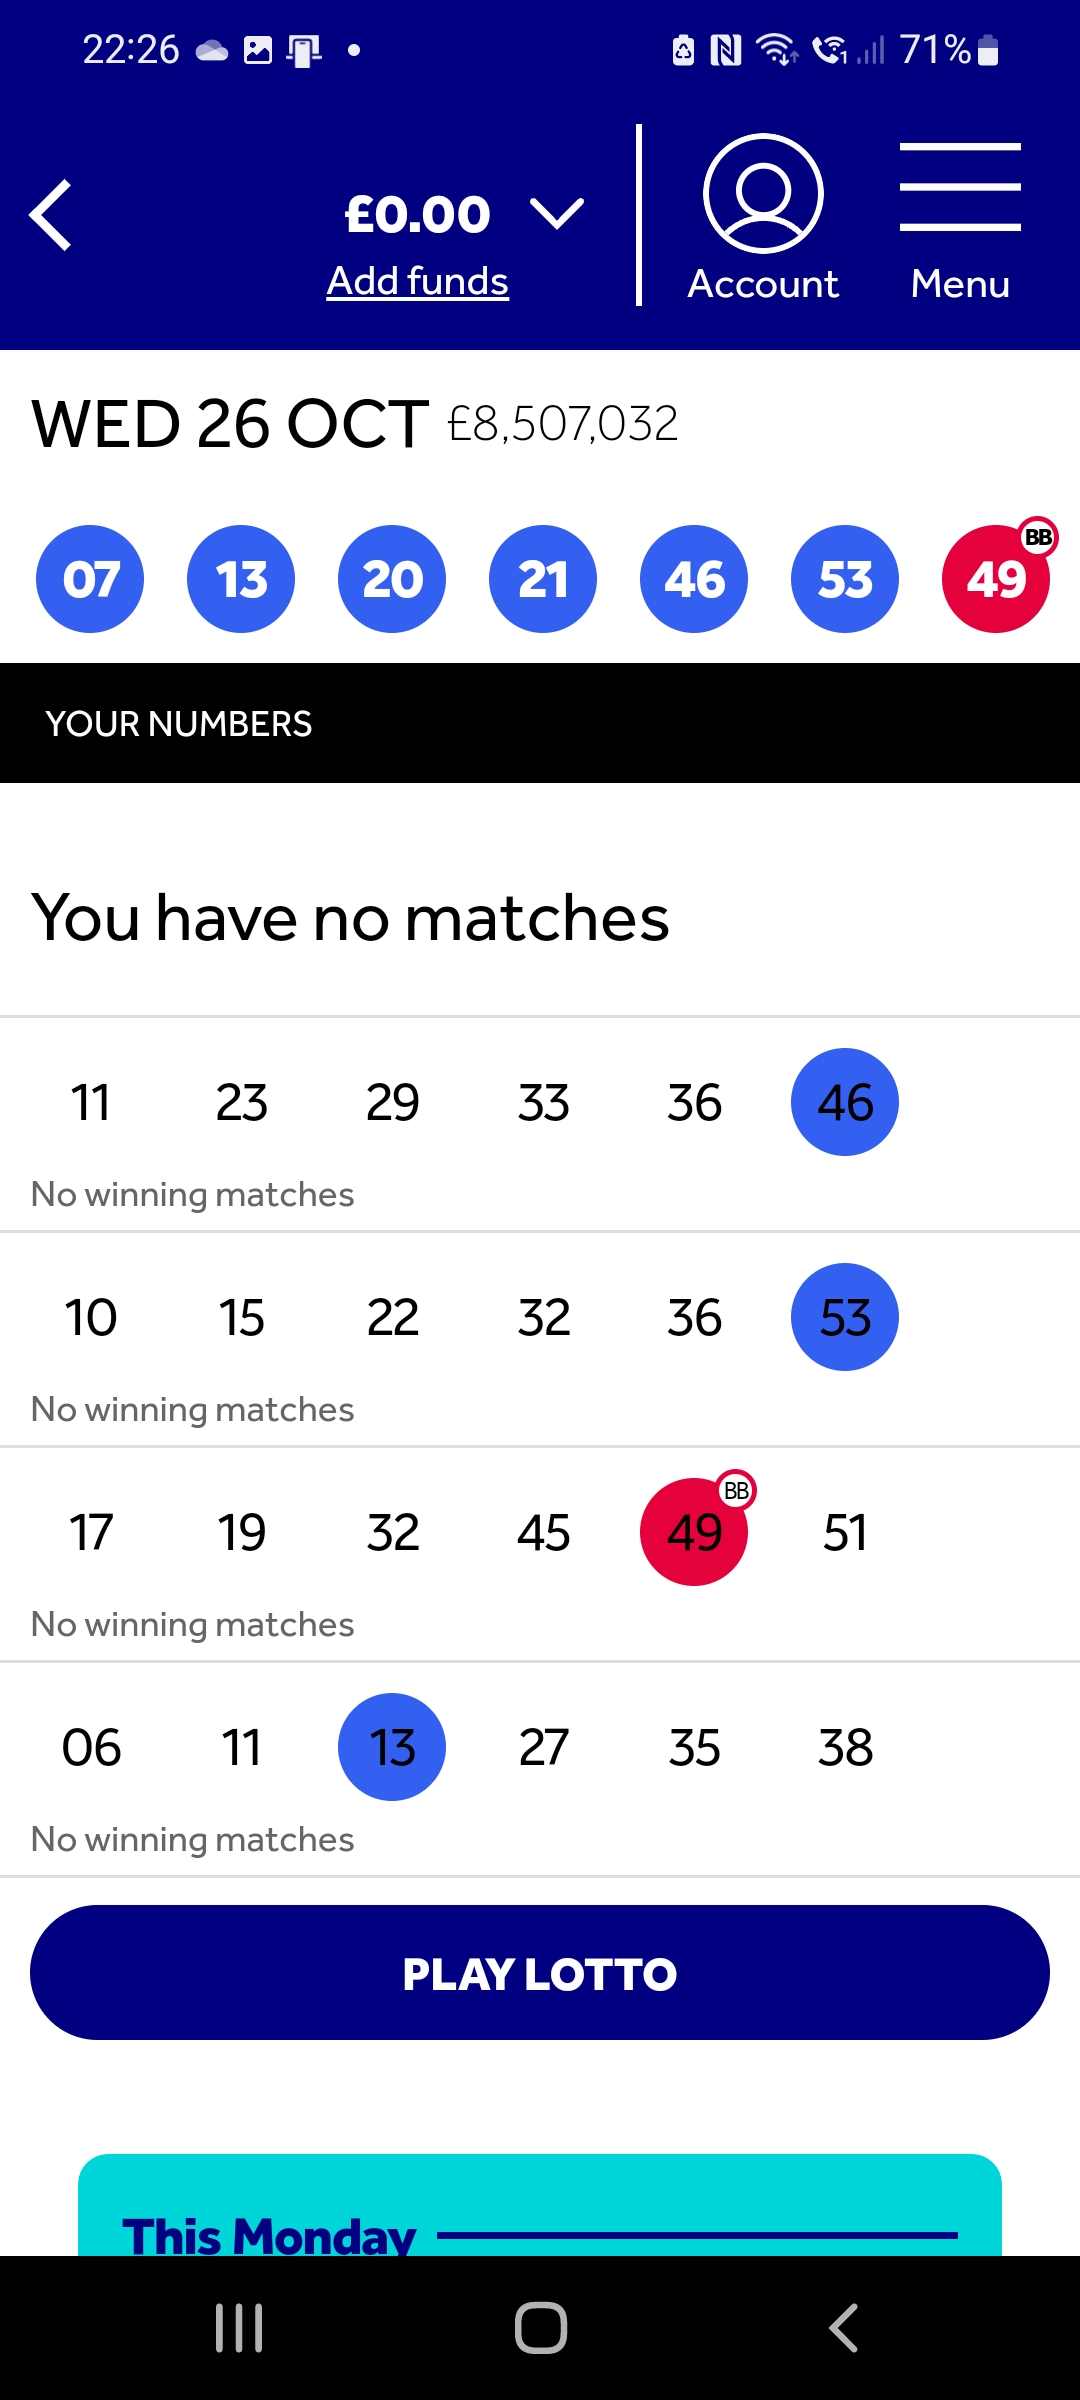 22:26 71%
£0.00
Add funds
Account
Menu
WED 26 OCT £8,507,032
07 13 20 21 46 53 49 BB
YOUR NUMBERS
You have no matches
11 23 29 33 36 46
No winning matches
10 15 22 32 36 53
No winning matches
17 19 32 45 49 BB 51
No winning matches
06 11 13 27 35 38
No winning matches
PLAY LOTTO
This Monday